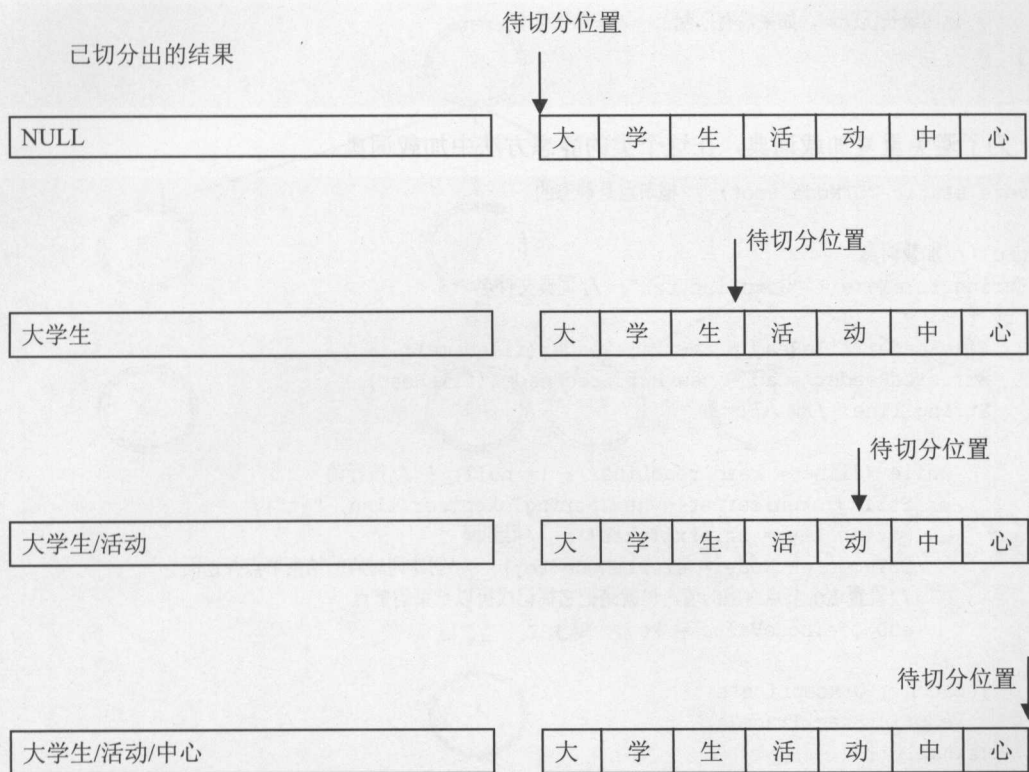 待切分位置
已切分出的结果
NULL
大 学 生 活 动 中 心
待切分位置
大学生
大 学 生 活 动 中 心
待切分位置
大学生/活动
大 学 生 活 动 中 心
待切分位置
大学生/活动/中心
大 学 生 活 动 中 心